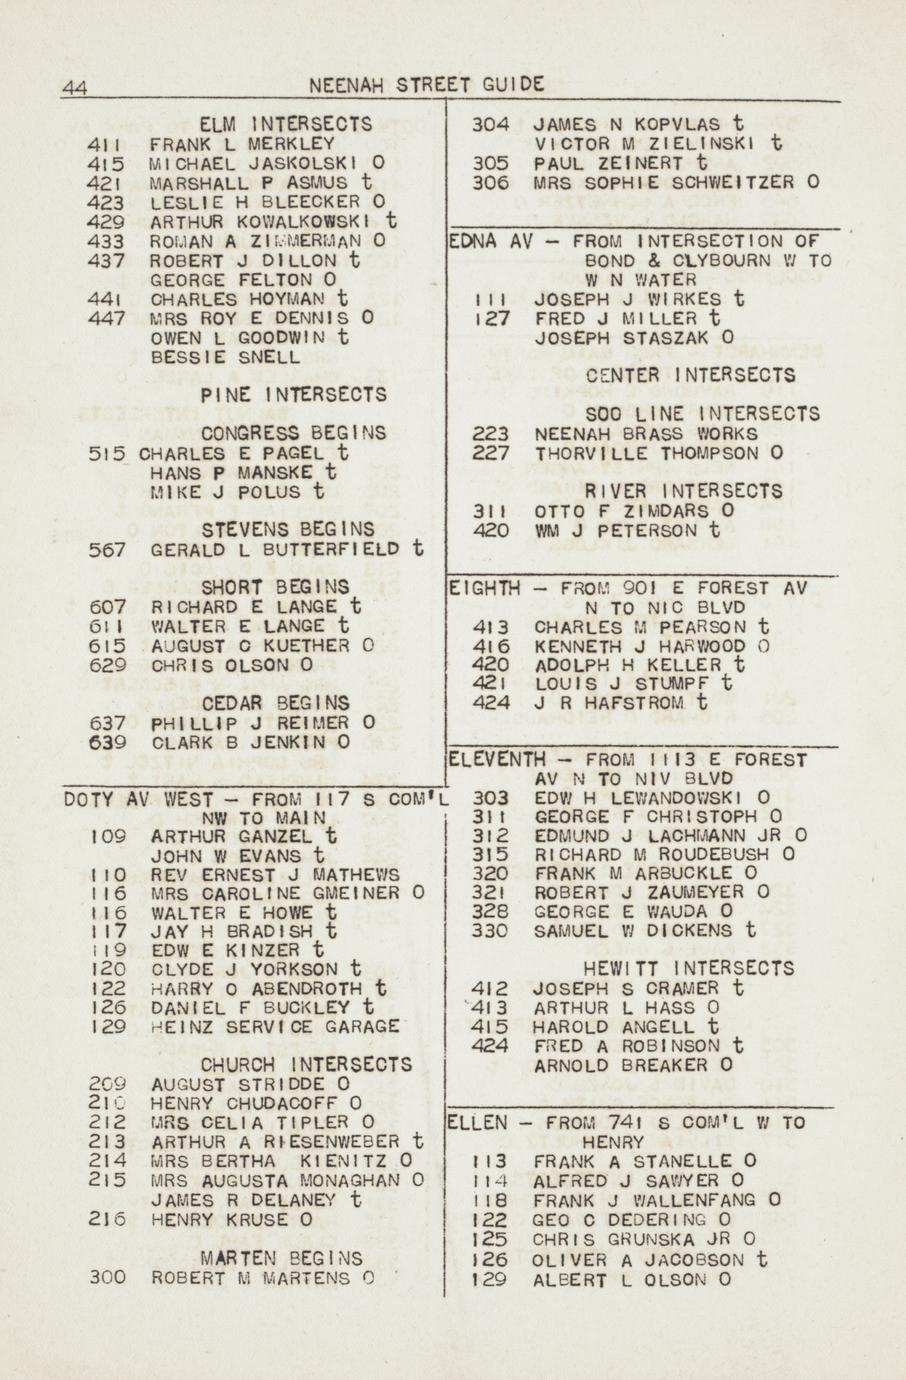 44
NEENAH STREET GUIDE
ELM INTERSECTS
411 FRANK L MERKLEY
415 MICHAEL JASKOLSKI O
421 MARSHALL P ASMUS t
423 LESLIE H BLEECKER O
429 ARTHUR KOWALKOWSKI t
433 ROMAN A ZIMMERMAN O
437 ROBERT J DILLON t
GEORGE FELTON O
441 CHARLES HOYMAN t
447 MRS ROY E DENNIS O
OWEN L GOODWIN t
BESSIE SNELL
PINE INTERSECTS
CONGRESS BEGINS
515 CHARLES E PAGEL t
HANS P MANSKE t
MIKE J POLUS t
STEVENS BEGINS
567 GERALD L BUTTERFIELD t
SHORT BEGINS
607 RICHARD E LANGE t
611 WALTER E LANGE t
615 AUGUST C KUETHER O
629 CHRIS OLSON O
CEDAR BEGINS
637 PHILLIP J REIMER O
639 CLARK B JENKIN O
DOTY AV WEST - FROM 117 S COM'L
NW TO MAIN
109 ARTHUR GANZEL t
JOHN W EVANS t
110 REV ERNEST J MATHEWS
116 MRS CAROLINE GMEINER O
116 WALTER E HOWE t
117 JAY H BRADISH t
119 EDW E KINZER t
120 CLYDE J YORKSON t
122 HARRY O ABENDROTH t
126 DANIEL F BUCKLEY t
129 HEINZ SERVICE GARAGE
CHURCH INTERSECTS
209 AUGUST STRIDDE O
210 HENRY CHUDACOFF O
212 MRS CELIA TIPLER O
213 ARTHUR A RIESENWEBER t
214 MRS BERTHA KIENITZ O
215 MRS AUGUSTA MONAGHAN O
JAMES R DELANEY t
216 HENRY KRUSE O
MARTEN BEGINS
300 ROBERT M MARTENS O
304 JAMES N KOPVLAS t
VICTOR M ZIELINSKI t
305 PAUL ZEINERT t
306 MRS SOPHIE SCHWEITZER O
EDNA AV - FROM INTERSECTION OF
BOND & CLYBOURN W TO
W N WATER
111 JOSEPH J WIRKES t
127 FRED J MILLER t
JOSEPH STASZAK O
CENTER INTERSECTS
SOO LINE INTERSECTS
223 NEENAH BRASS WORKS
227 THORVILLE THOMPSON O
RIVER INTERSECTS
311 OTTO F ZIMDARS O
420 WM J PETERSON t
EIGHTH - FROM 901 E FOREST AV
N TO NIC BLVD
413 CHARLES M PEARSON t
416 KENNETH J HARWOOD O
420 ADOLPH H KELLER t
421 LOUIS J STUMPF t
424 J R HAFSTROM t
ELEVENTH - FROM 1113 E FOREST
AV N TO NIV BLVD
303 EDW H LEWANDOWSKI O
311 GEORGE F CHRISTOPH O
312 EDMUND J LACHMANN JR O
315 RICHARD M ROUDEBUSH O
320 FRANK M ARBUCKLE O
321 ROBERT J ZAUMEYER O
328 GEORGE E WAUDA O
330 SAMUEL W DICKENS t
HEWITT INTERSECTS
412 JOSEPH S CRAMER t
413 ARTHUR L HASS O
415 HAROLD ANGELL t
424 FRED A ROBINSON t
ARNOLD BREAKER O
ELLEN - FROM 741 S COM'L W TO
HENRY
113 FRANK A STANELLE O
114 ALFRED J SAWYER O
118 FRANK J WALLENFANG O
122 GEO C DEDERING O
125 CHRIS GRUNSKA JR O
126 OLIVER A JACOBSON t
129 ALBERT L OLSON O